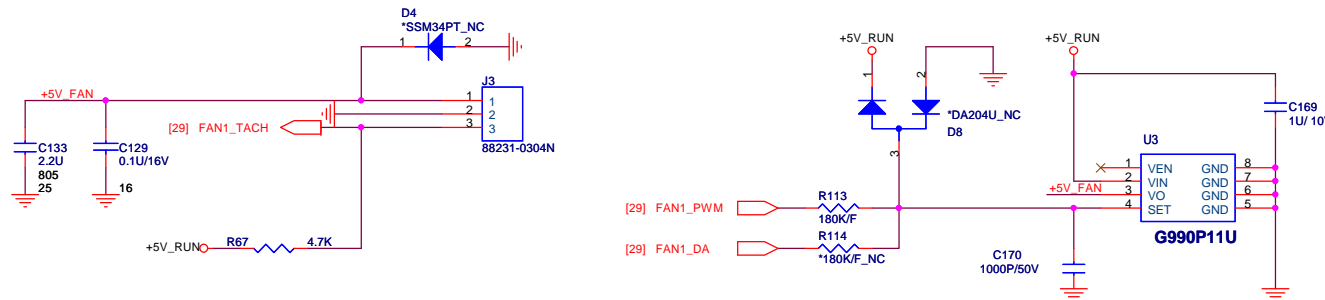 D4
*SSM34PT_NC
1 2
J3
+5V_FAN
1 1
2 2
3 3
[29] FAN1_TACH
88231-0304N
C133
2.2U
805
25
C129
0.1U/16V
16
+5V_RUN
R67 4.7K
+5V_RUN
+5V_RUN
1
2
*DA204U_NC
D8
3
C169
U3
1 VEN GND 8
2 VIN GND 7
+5V_FAN 3 VO GND 6
4 SET GND 5
G990P11U
[29] FAN1_PWM
R113
180K/F
[29] FAN1_DA
R114
*180K/F_NC
C170
1000P/50V